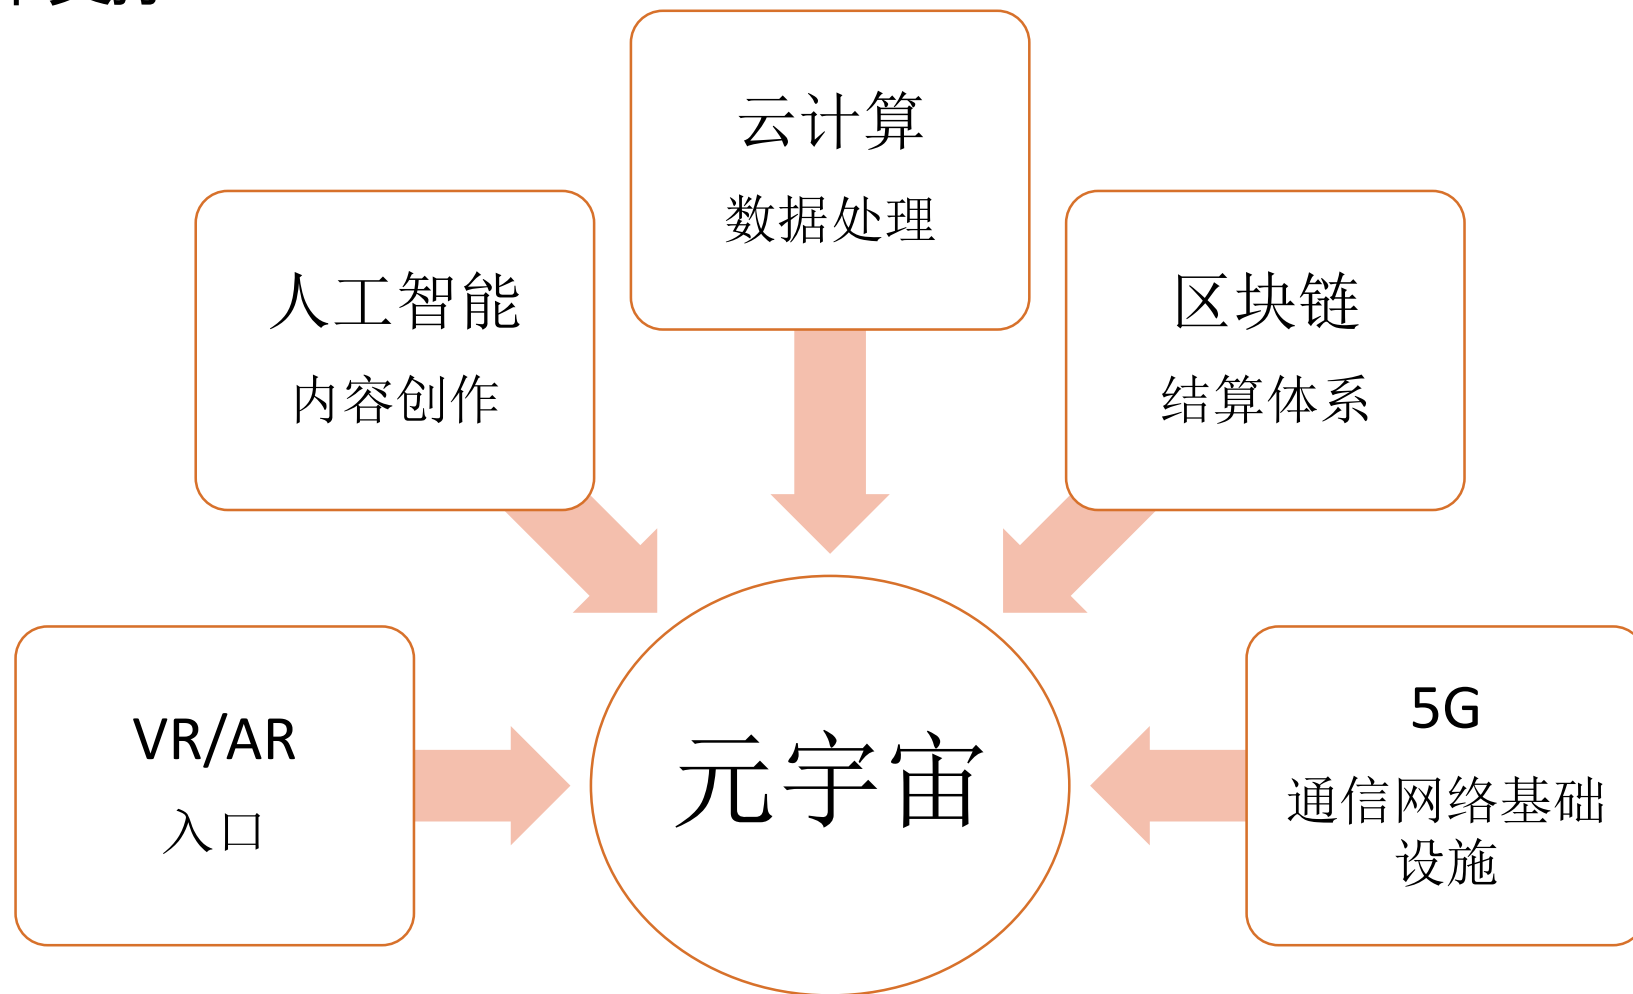 云计算
数据处理
人工智能
内容创作
区块链
结算体系
VR/AR
入口
元宇宙
5G
通信网络基础
设施